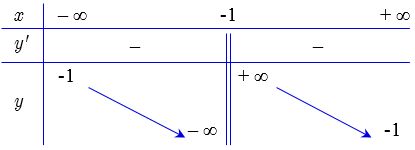 x – ∞ -1 + ∞
y′ – –
-1 + ∞
y
– ∞ -1